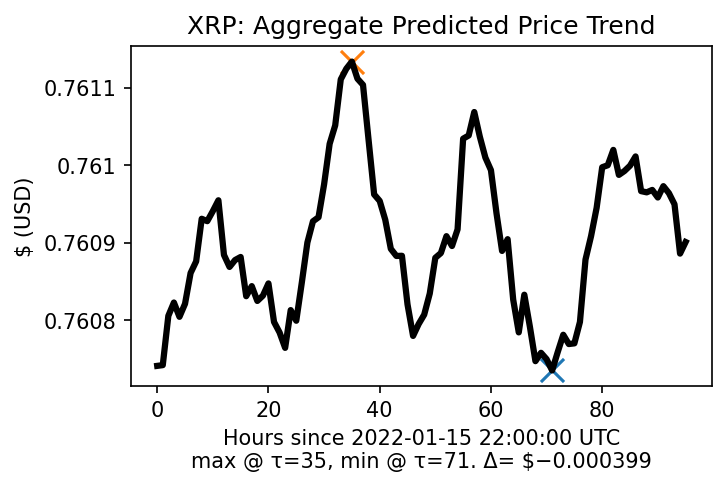 XRP: Aggregate Predicted Price Trend
0.7611
0.761
0.7609
0.7608
$ (USD)
0 20 40 60 80
Hours since 2022-01-15 22:00:00 UTC
max @ τ=35, min @ τ=71. Δ= $−0.000399